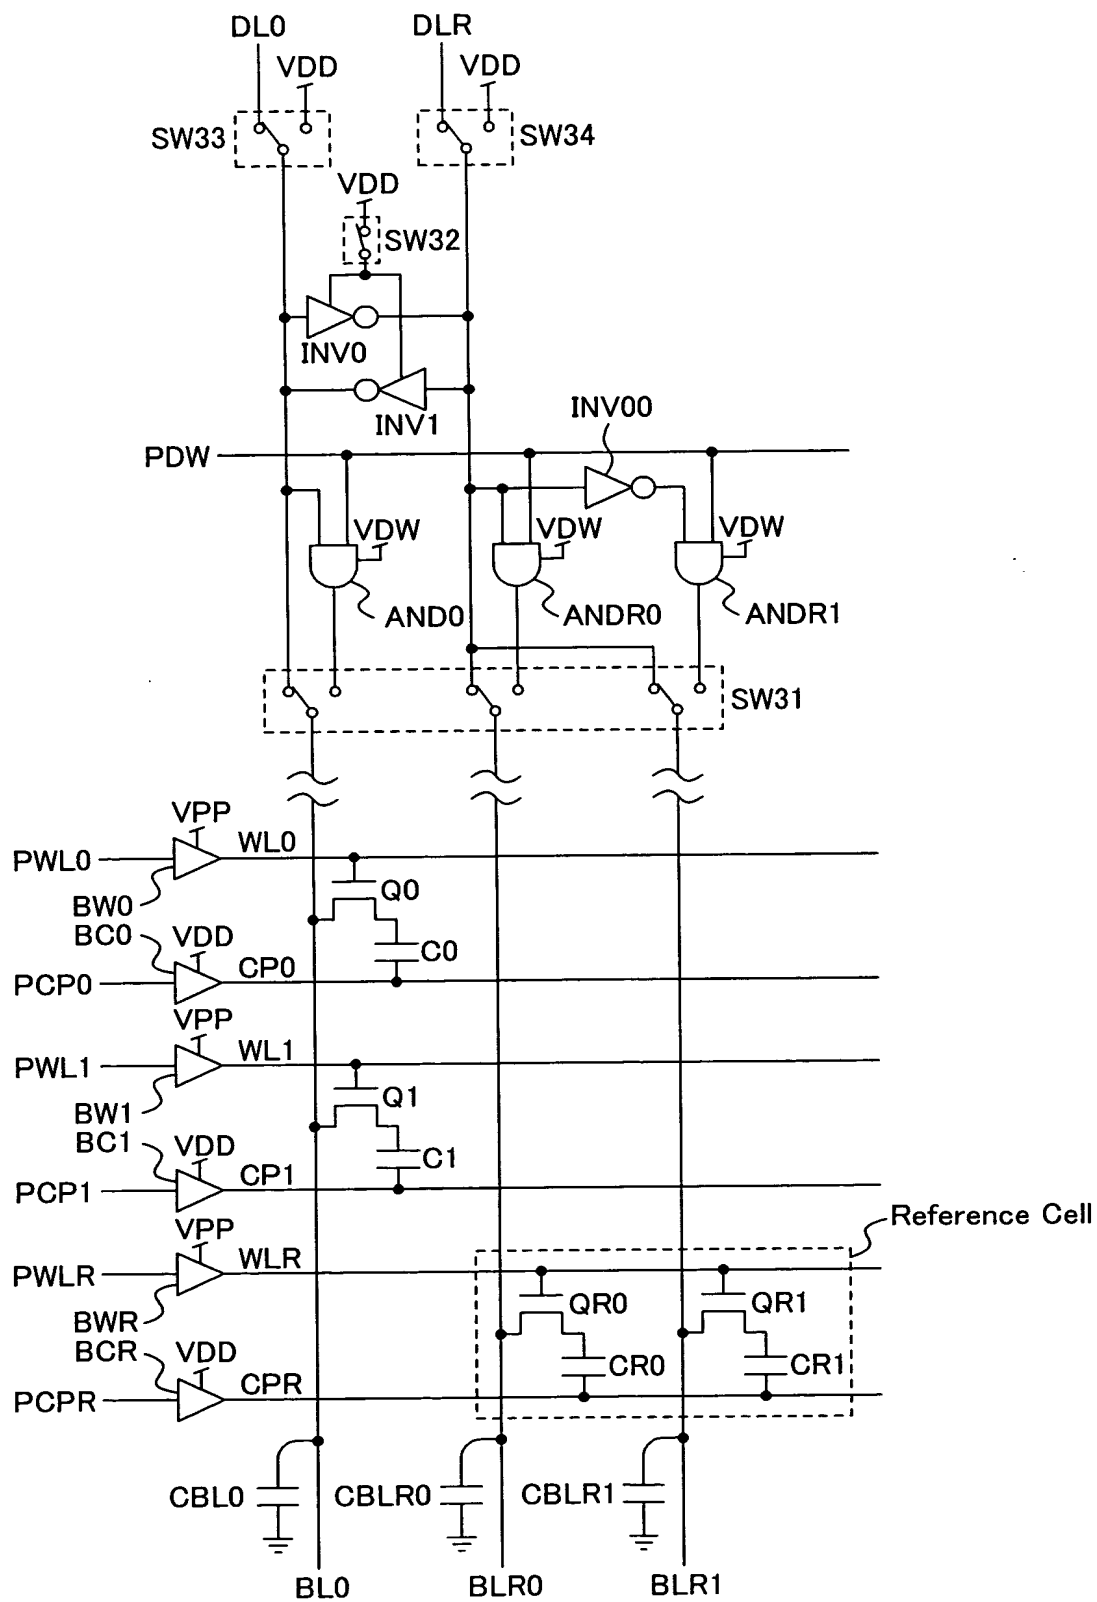 DL0 DLR
VDD VDD
SW33 SW34
VDD
SW32
INV0
INV1 INV00
PDW
VDW VDW VDW
AND0 ANDR0 ANDR1
SW31
VPP
PWL0 WL0
BW0 Q0
BC0 VDD
PCP0 CP0 C0
VPP
PWL1 WL1
BW1 Q1
BC1 VDD
PCP1 CP1 C1
Reference Cell
VPP
PWLR WLR
BWR QR0 QR1
BCR VDD
PCPR CPR CR0 CR1
CBL0 CBLR0 CBLR1
BL0 BLR0 BLR1